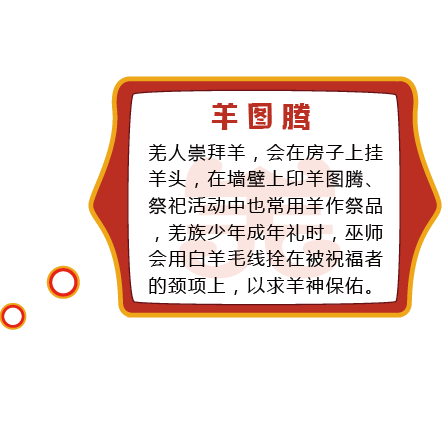 羊图腾
羌人崇拜羊，会在房子上挂
羊头，在墙壁上印羊图腾、
祭祀活动中也常用羊作祭品
，羌族少年成年礼时，巫师
会用白羊毛线拴在被祝福者
的颈项上，以求羊神保佑。